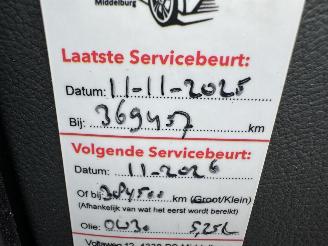 Middelburg
Laatste Servicebeurt:
Datum: 11-11-2025
Bij: 369457 km
Volgende Servicebeurt:
Datum: 11-2026
Of bij 384500 km (Groot/Klein)
(Afhankelijk van wat het eerst wordt bereikt)
Olie: 0W30 5,25L